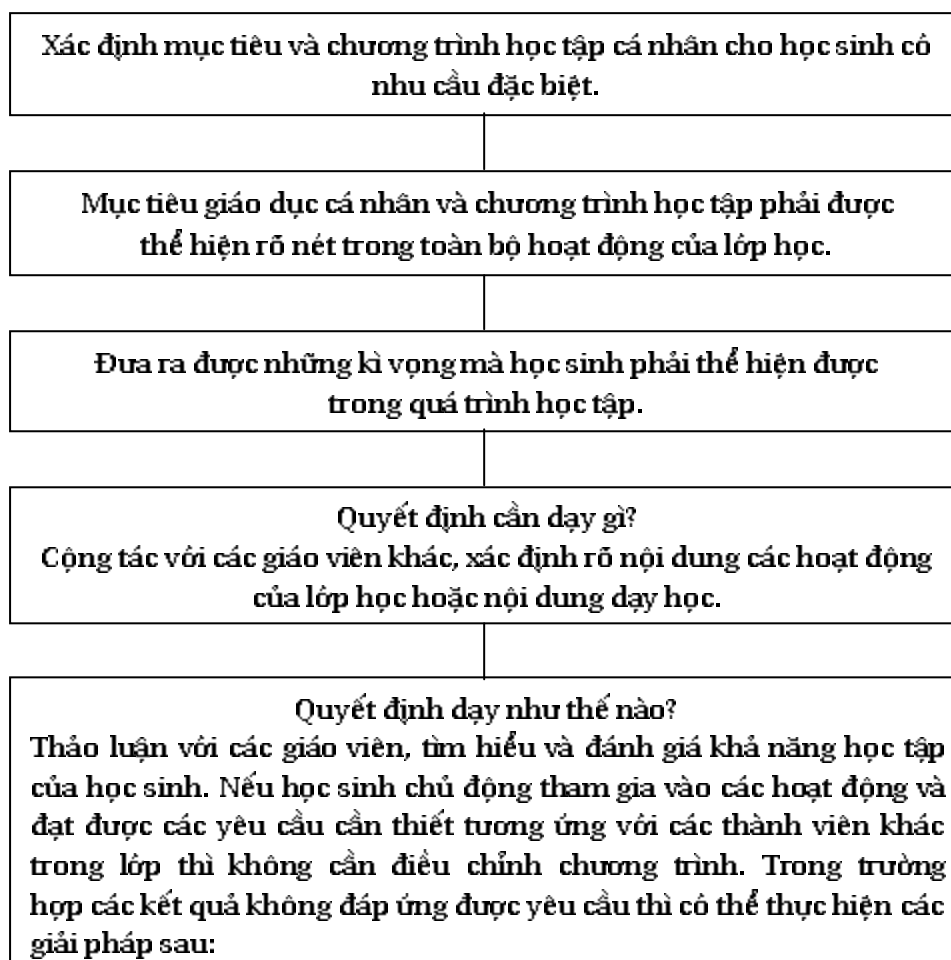 Xác định mục tiêu và chương trình học tập cá nhân cho học sinh có
nhu cầu đặc biệt.
Mục tiêu giáo dục cá nhân và chương trình học tập phải được
thể hiện rõ nét trong toàn bộ hoạt động của lớp học.
Đưa ra được những kì vọng mà học sinh phải thể hiện được
trong quá trình học tập.
Quyết định cần dạy gì?
Cộng tác với các giáo viên khác, xác định rõ nội dung các hoạt động
của lớp học hoặc nội dung dạy học.
Quyết định dạy như thế nào?
Thảo luận với các giáo viên, tìm hiểu và đánh giá khả năng học tập
của học sinh. Nếu học sinh chủ động tham gia vào các hoạt động và
đạt được các yêu cầu cần thiết tương ứng với các thành viên khác
trong lớp thì không cần điều chỉnh chương trình. Trong trường
hợp các kết quả không đáp ứng được yêu cầu thì có thể thực hiện các
giải pháp sau: